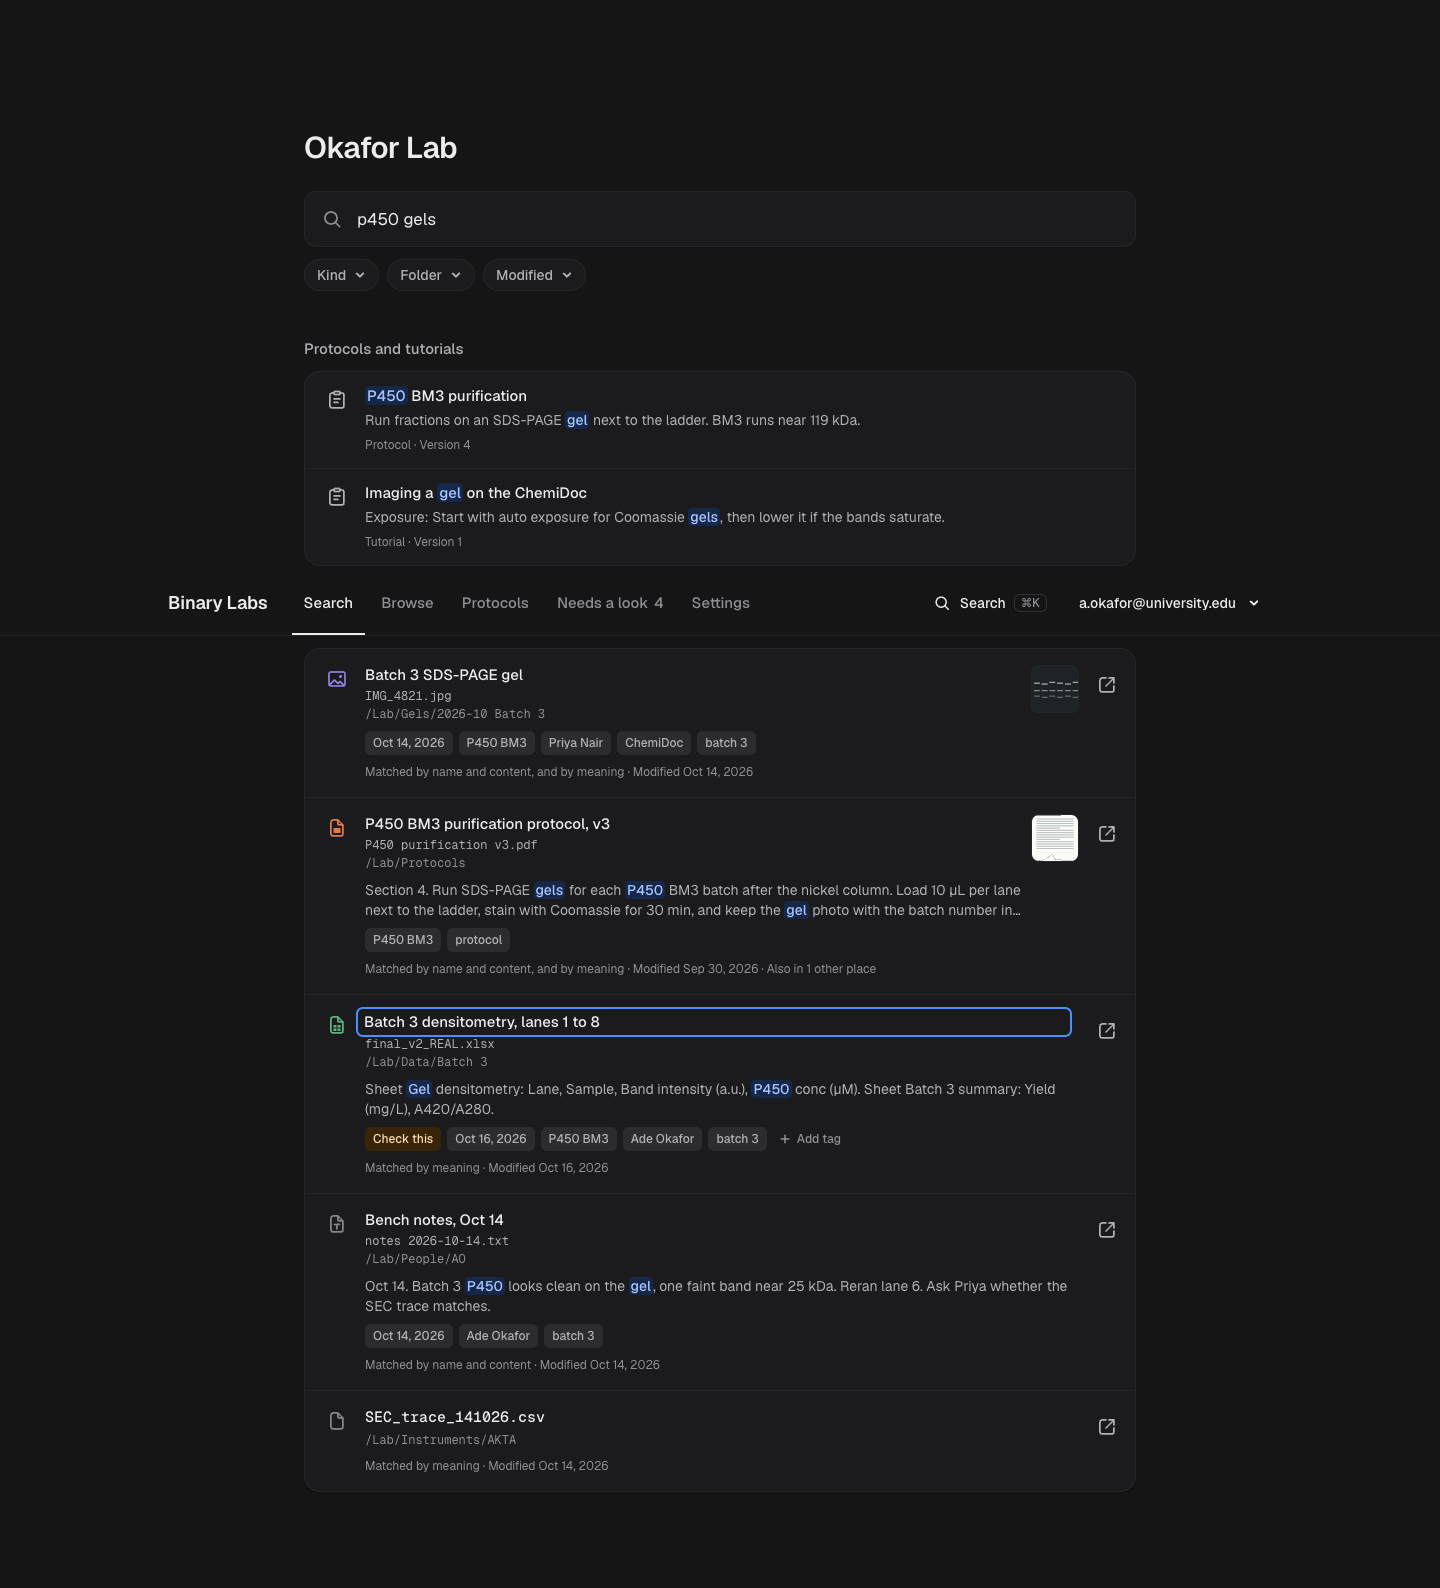 Okafor Lab
p450 gels
Kind
Folder
Modified
Protocols and tutorials
P450 BM3 purification
Run fractions on an SDS-PAGE gel next to the ladder. BM3 runs near 119 kDa.
Protocol · Version 4
Imaging a gel on the ChemiDoc
Exposure: Start with auto exposure for Coomassie gels, then lower it if the bands saturate.
Tutorial · Version 1
Binary Labs Search Browse Protocols Needs a look 4 Settings Search ⌘K a.okafor@university.edu
Batch 3 SDS-PAGE gel
IMG_4821.jpg
/Lab/Gels/2026-10 Batch 3
Oct 14, 2026 P450 BM3 Priya Nair ChemiDoc batch 3
Matched by name and content, and by meaning · Modified Oct 14, 2026
P450 BM3 purification protocol, v3
P450 purification v3.pdf
/Lab/Protocols
Section 4. Run SDS-PAGE gels for each P450 BM3 batch after the nickel column. Load 10 µL per lane
next to the ladder, stain with Coomassie for 30 min, and keep the gel photo with the batch number in…
P450 BM3 protocol
Matched by name and content, and by meaning · Modified Sep 30, 2026 · Also in 1 other place
Batch 3 densitometry, lanes 1 to 8
final_v2_REAL.xlsx
/Lab/Data/Batch 3
Sheet Gel densitometry: Lane, Sample, Band intensity (a.u.), P450 conc (µM). Sheet Batch 3 summary: Yield
(mg/L), A420/A280.
Check this Oct 16, 2026 P450 BM3 Ade Okafor batch 3 + Add tag
Matched by meaning · Modified Oct 16, 2026
Bench notes, Oct 14
notes 2026-10-14.txt
/Lab/People/AO
Oct 14. Batch 3 P450 looks clean on the gel, one faint band near 25 kDa. Reran lane 6. Ask Priya whether the
SEC trace matches.
Oct 14, 2026 Ade Okafor batch 3
Matched by name and content · Modified Oct 14, 2026
SEC_trace_141026.csv
/Lab/Instruments/AKTA
Matched by meaning · Modified Oct 14, 2026